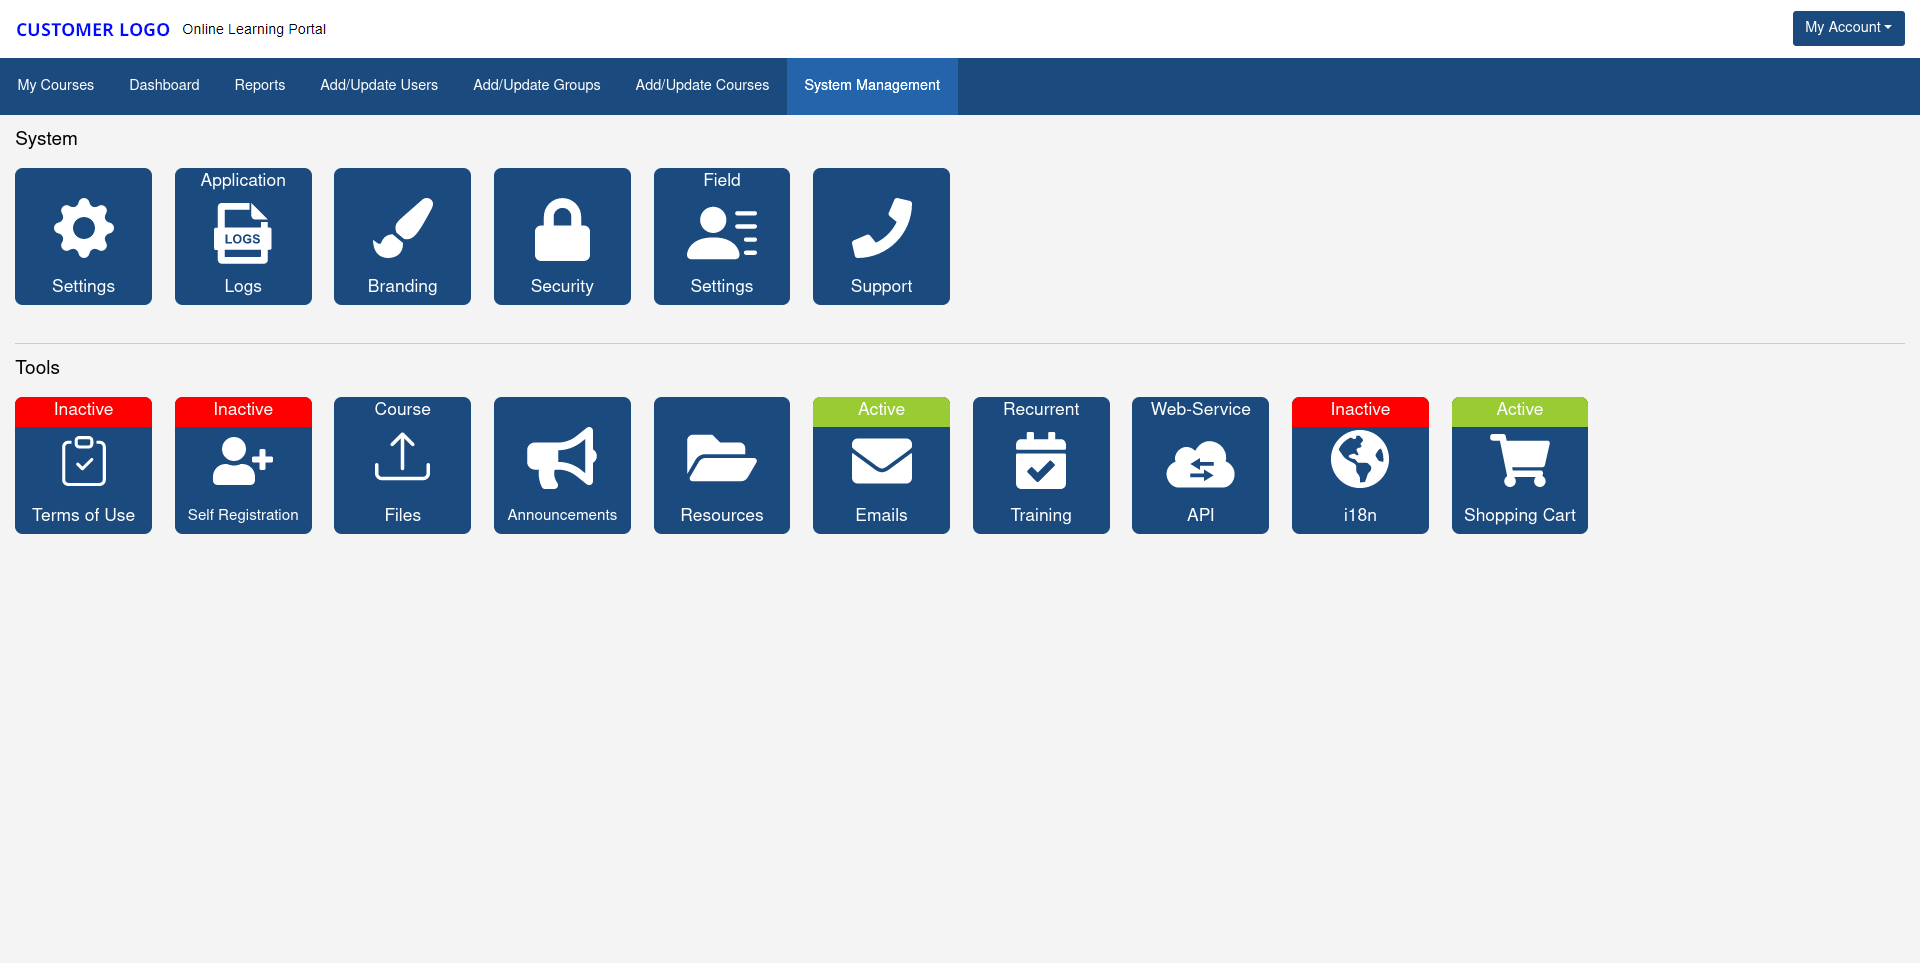 CUSTOMER LOGO Online Learning Portal
My Account
My Courses Dashboard Reports Add/Update Users Add/Update Groups Add/Update Courses System Management
System
Application Field
LOGS
Settings Logs Branding Security Settings Support
Tools
Inactive Inactive Course Active Recurrent Web-Service Inactive Active
Terms of Use Self Registration Files Announcements Resources Emails Training API i18n Shopping Cart